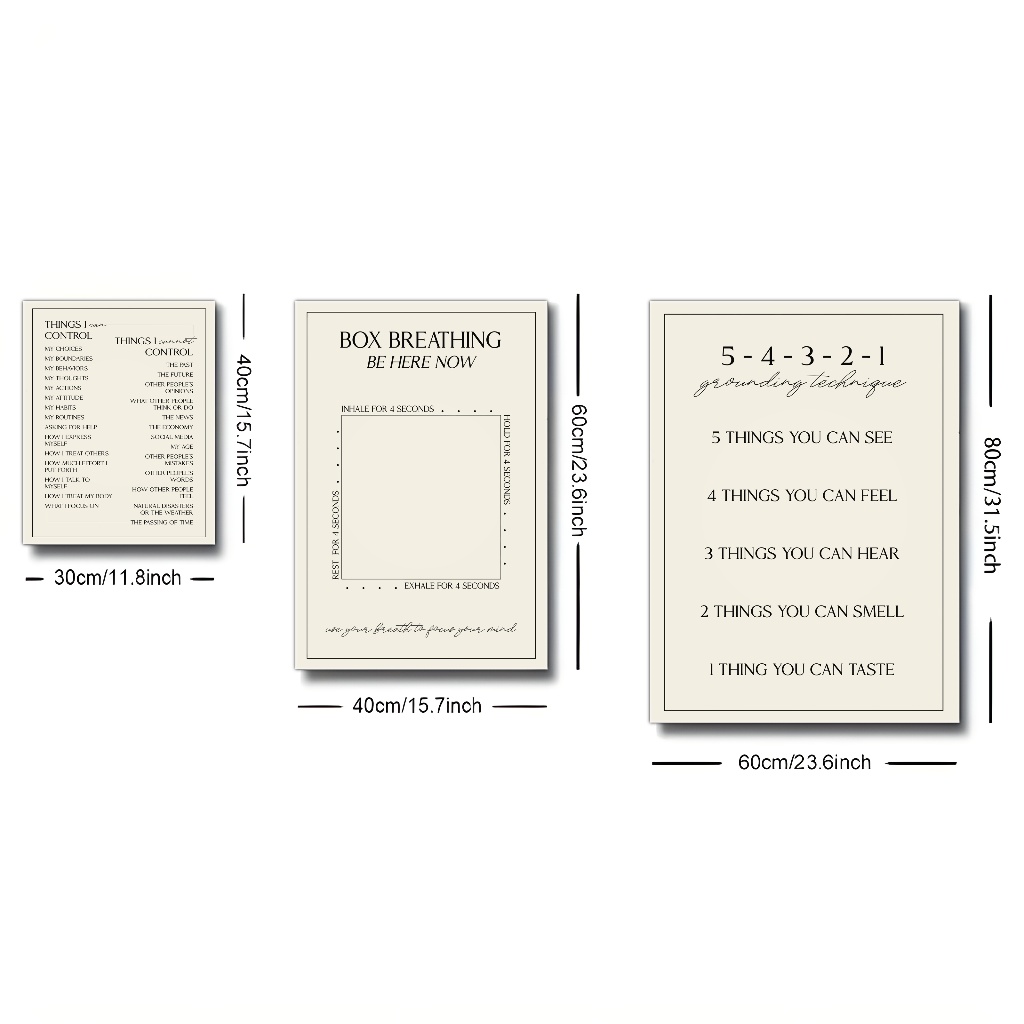 THINGS I can
CONTROL
MY CHOICES
MY BOUNDARIES
MY BEHAVIORS
MY THOUGHTS
MY ACTIONS
MY ATTITUDE
MY HABITS
MY ROUTINES
ASKING FOR HELP
HOW I EXPRESS
MYSELF
HOW I TREAT OTHERS
HOW MUCH EFFORT I
PUT FORTH
HOW I TALK TO
MYSELF
HOW I TREAT MY BODY
WHAT I FOCUS ON
THINGS I cannot
CONTROL
THE PAST
THE FUTURE
OTHER PEOPLE'S
OPINIONS
WHAT OTHER PEOPLE
THINK OR DO
THE NEWS
THE ECONOMY
SOCIAL MEDIA
MY AGE
OTHER PEOPLE'S
MISTAKES
OTHER PEOPLE'S
WORDS
HOW OTHER PEOPLE
FEEL
NATURAL DISASTERS
OR THE WEATHER
THE PASSING OF TIME
40cm/15.7inch
30cm/11.8inch
BOX BREATHING
BE HERE NOW
INHALE FOR 4 SECONDS
HOLD FOR 4 SECONDS
EXHALE FOR 4 SECONDS
REST FOR 4 SECONDS
use your breath to focus your mind
60cm/23.6inch
40cm/15.7inch
5 - 4 - 3 - 2 - 1
grounding technique
5 THINGS YOU CAN SEE
4 THINGS YOU CAN FEEL
3 THINGS YOU CAN HEAR
2 THINGS YOU CAN SMELL
1 THING YOU CAN TASTE
80cm/31.5inch
60cm/23.6inch